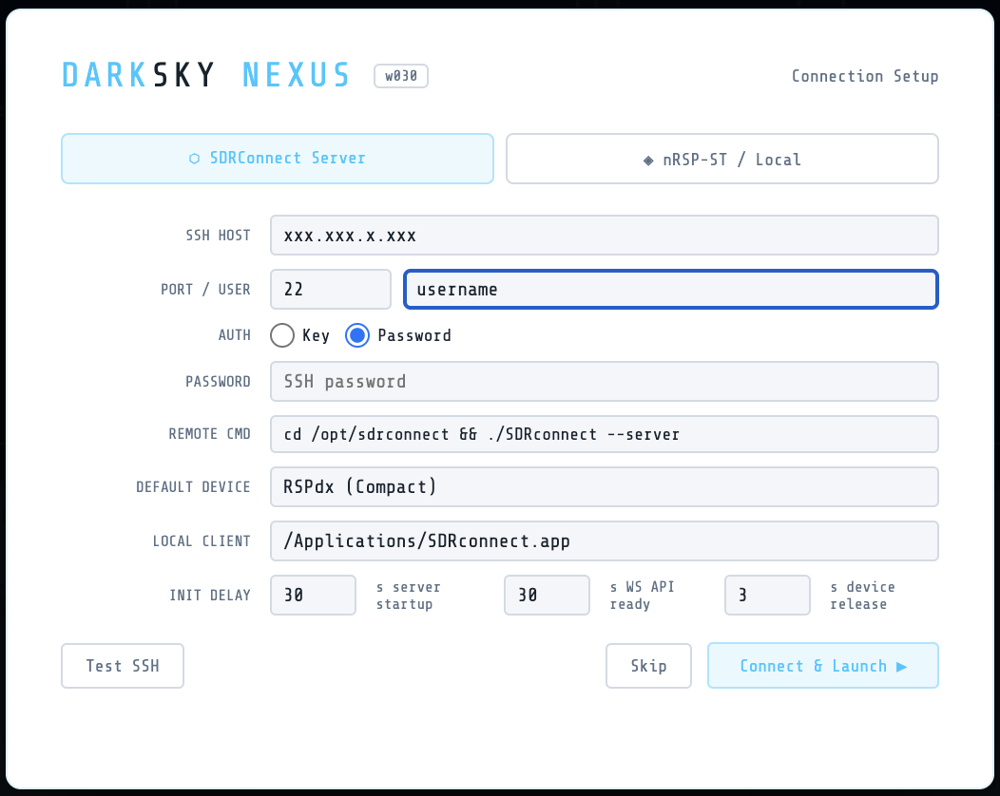 DARKSKY NEXUS w030 Connection Setup
⬡ SDRConnect Server ◈ nRSP-ST / Local
SSH HOST xxx.xxx.x.xxx
PORT / USER 22 username
AUTH Key Password
PASSWORD SSH password
REMOTE CMD cd /opt/sdrconnect && ./SDRconnect --server
DEFAULT DEVICE RSPdx (Compact)
LOCAL CLIENT /Applications/SDRconnect.app
INIT DELAY 30 s server startup 30 s WS API ready 3 s device release
Test SSH Skip Connect & Launch ▶